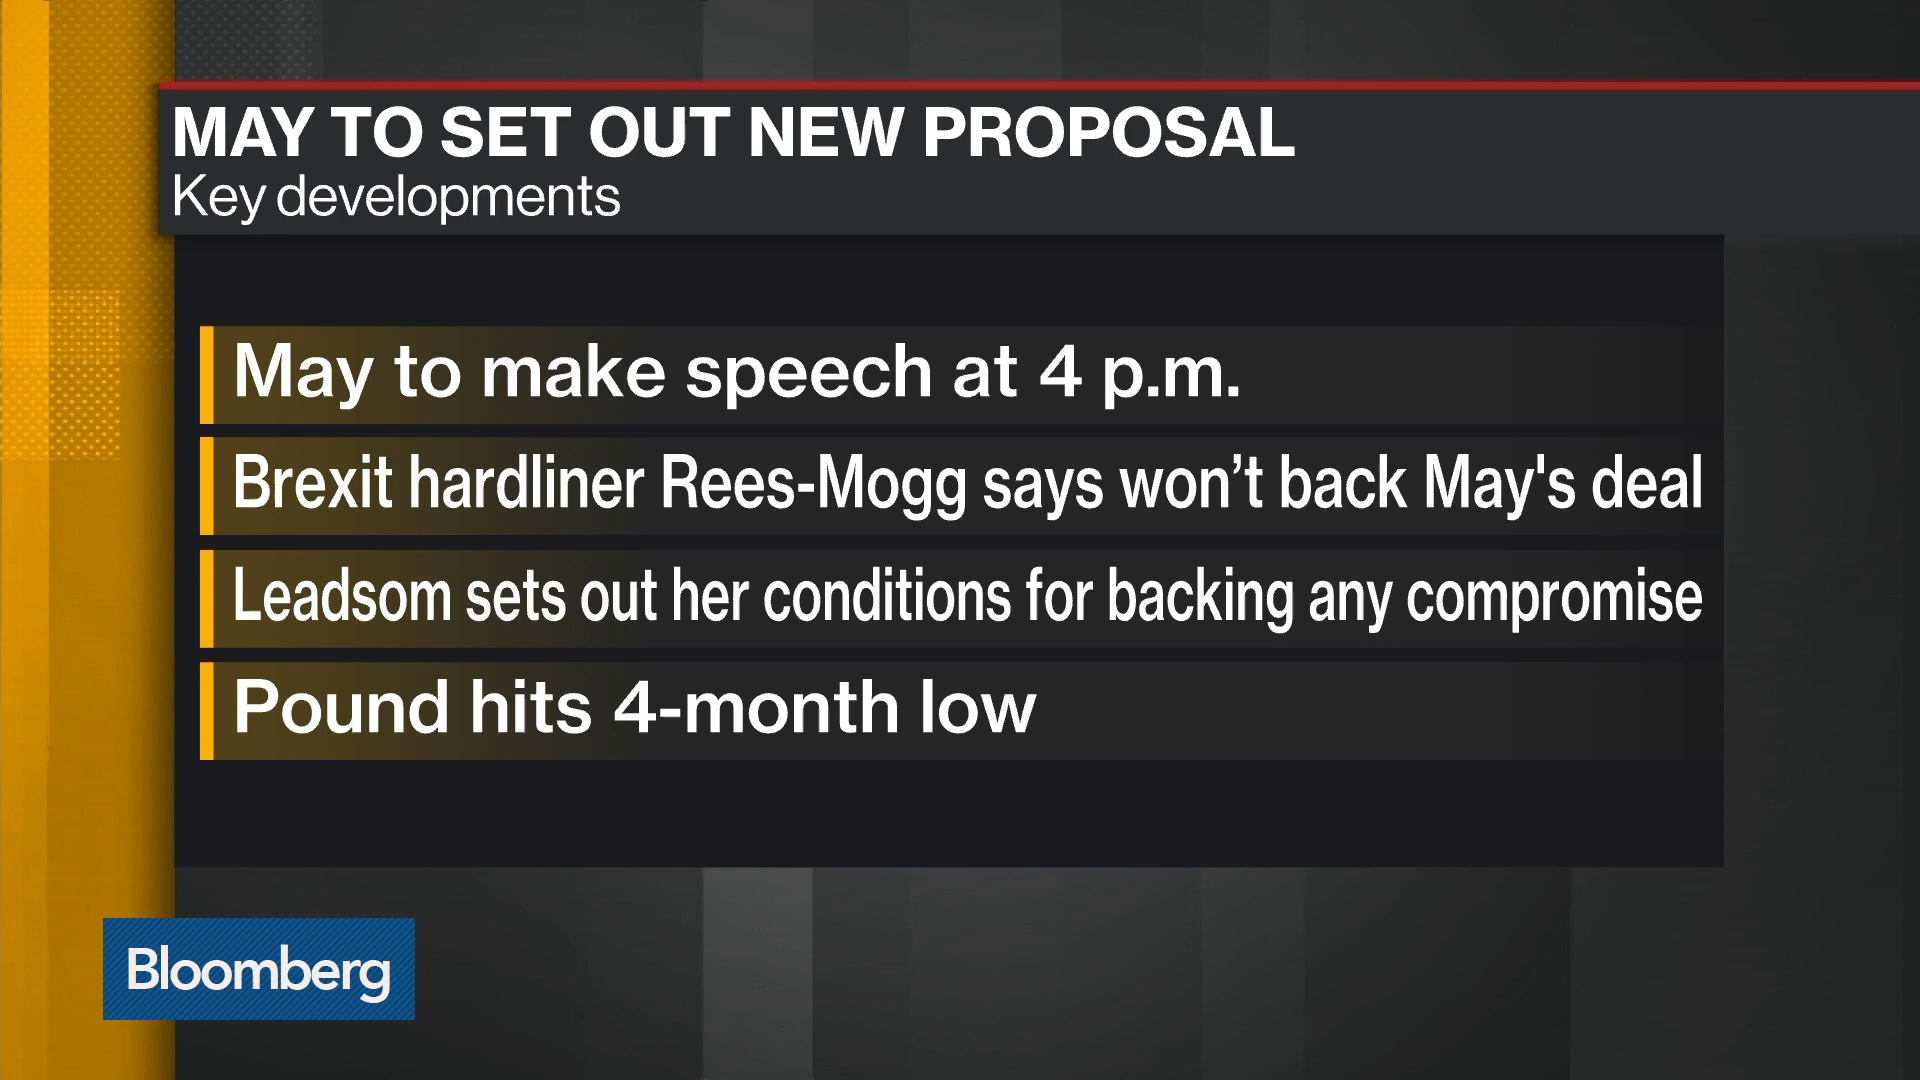 MAY TO SET OUT NEW PROPOSAL
Key developments
May to make speech at 4 p.m.
Brexit hardliner Rees-Mogg says won’t back May's deal
Leadsom sets out her conditions for backing any compromise
Pound hits 4-month low
Bloomberg